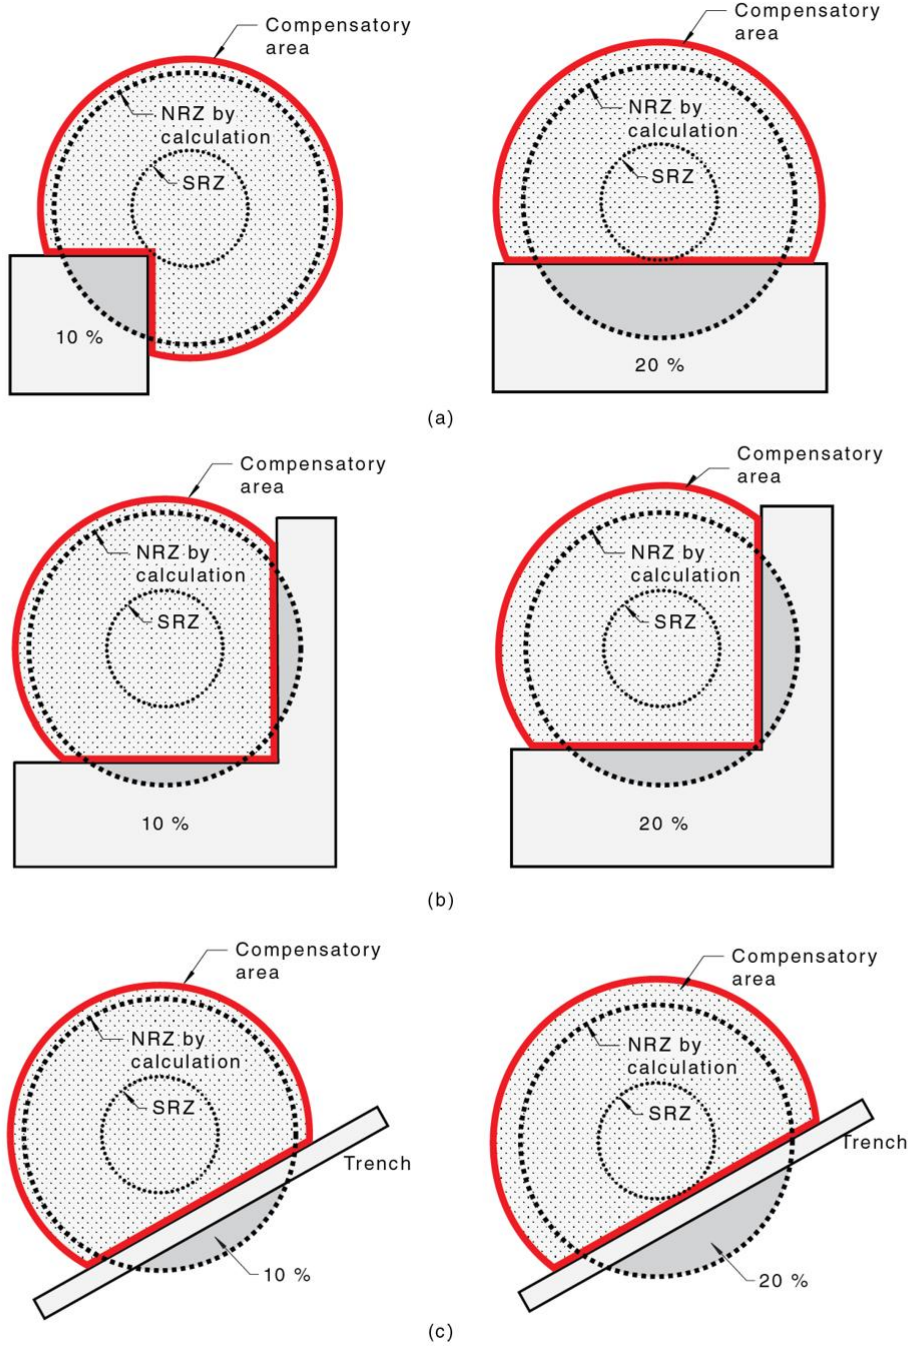 Compensatory
area
NRZ by
calculation
SRZ
10 %
Compensatory
area
NRZ by
calculation
SRZ
20 %
(a)
Compensatory
area
NRZ by
calculation
SRZ
10 %
Compensatory
area
NRZ by
calculation
SRZ
20 %
(b)
Compensatory
area
NRZ by
calculation
SRZ
Trench
10 %
Compensatory
area
NRZ by
calculation
SRZ
Trench
20 %
(c)